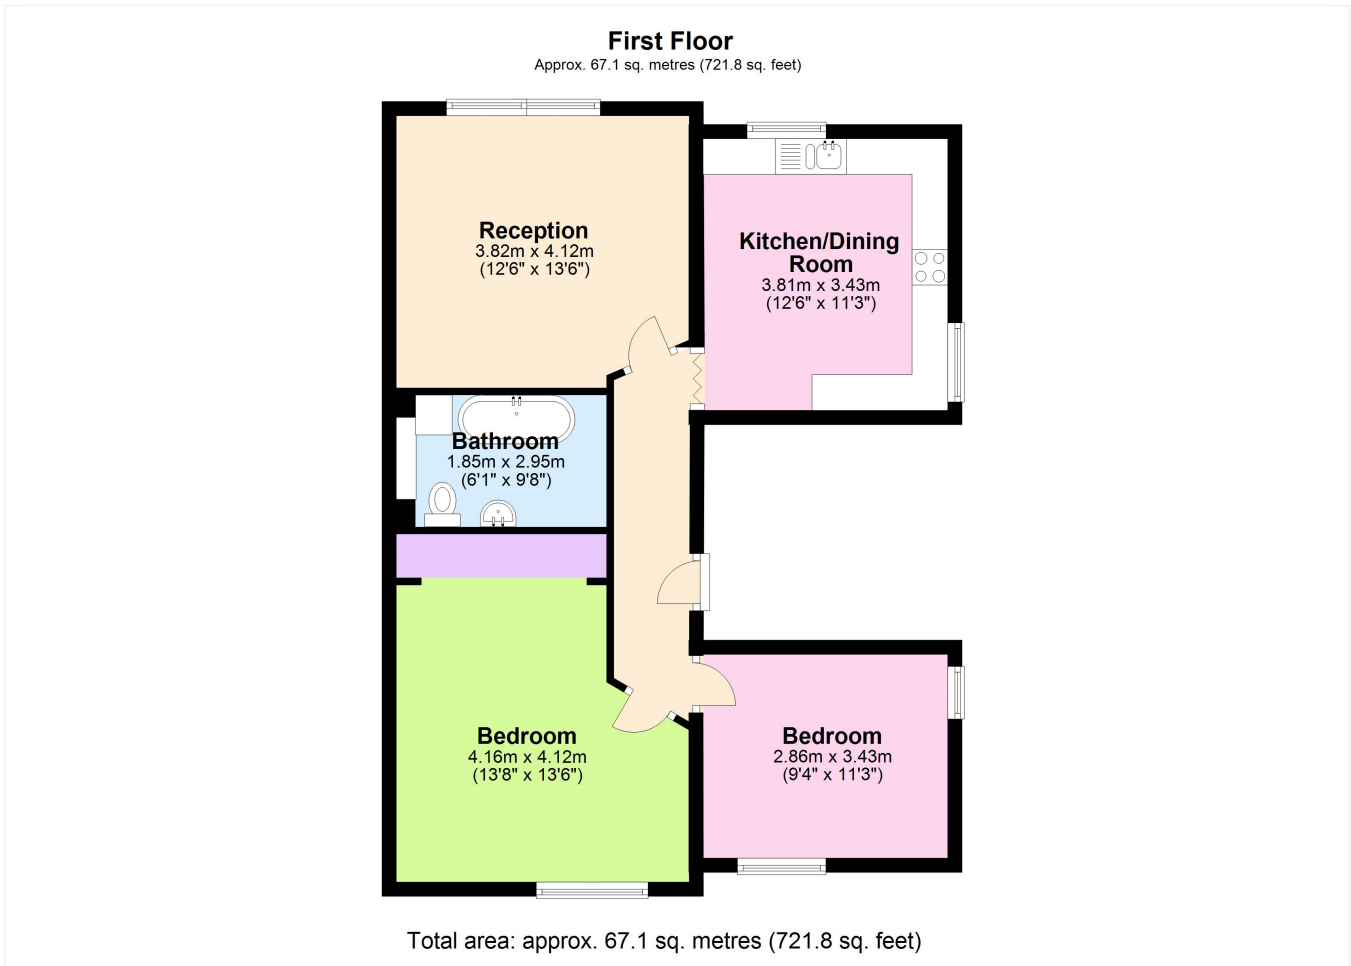 First Floor
Approx. 67.1 sq. metres (721.8 sq. feet)
Reception
3.82m x 4.12m
(12'6" x 13'6")
Kitchen/Dining
Room
3.81m x 3.43m
(12'6" x 11'3")
Bathroom
1.85m x 2.95m
(6'1" x 9'8")
Bedroom
4.16m x 4.12m
(13'8" x 13'6")
Bedroom
2.86m x 3.43m
(9'4" x 11'3")
Total area: approx. 67.1 sq. metres (721.8 sq. feet)